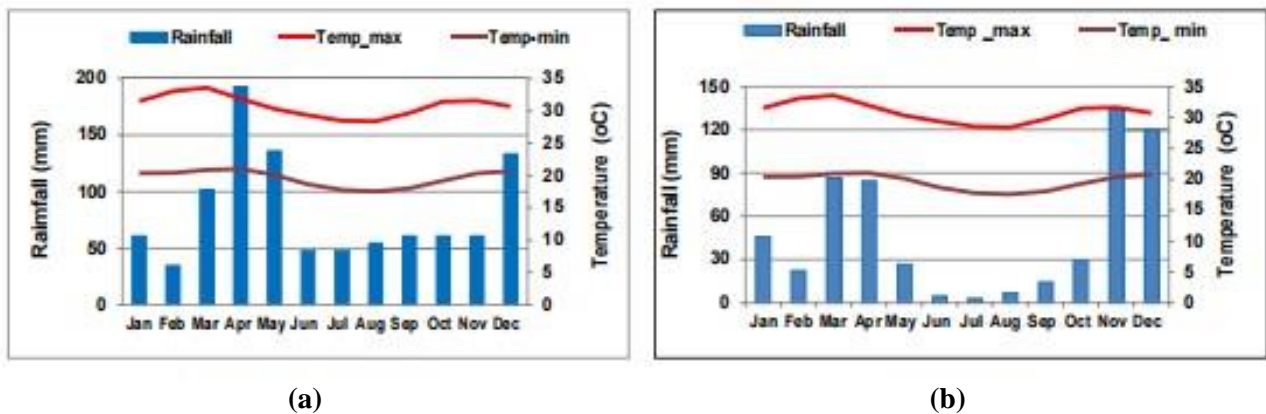 Rainfall Temp_max Temp-min
200 35
30
150 25
20
100 15
50 10
5
0 0
Raimfall (mm)
Temperature (oC)
Jan Feb Mar Apr May Jun Jul Aug Sep Oct Nov Dec
(a)
Rainfall Temp _max Temp_ min
150 35
120 30
25
90 20
60 15
30 10
5
0 0
Rainfall (mm)
Temperature (oC)
Jan Feb Mar Apr May Jun Jul Aug Sep Oct Nov Dec
(b)